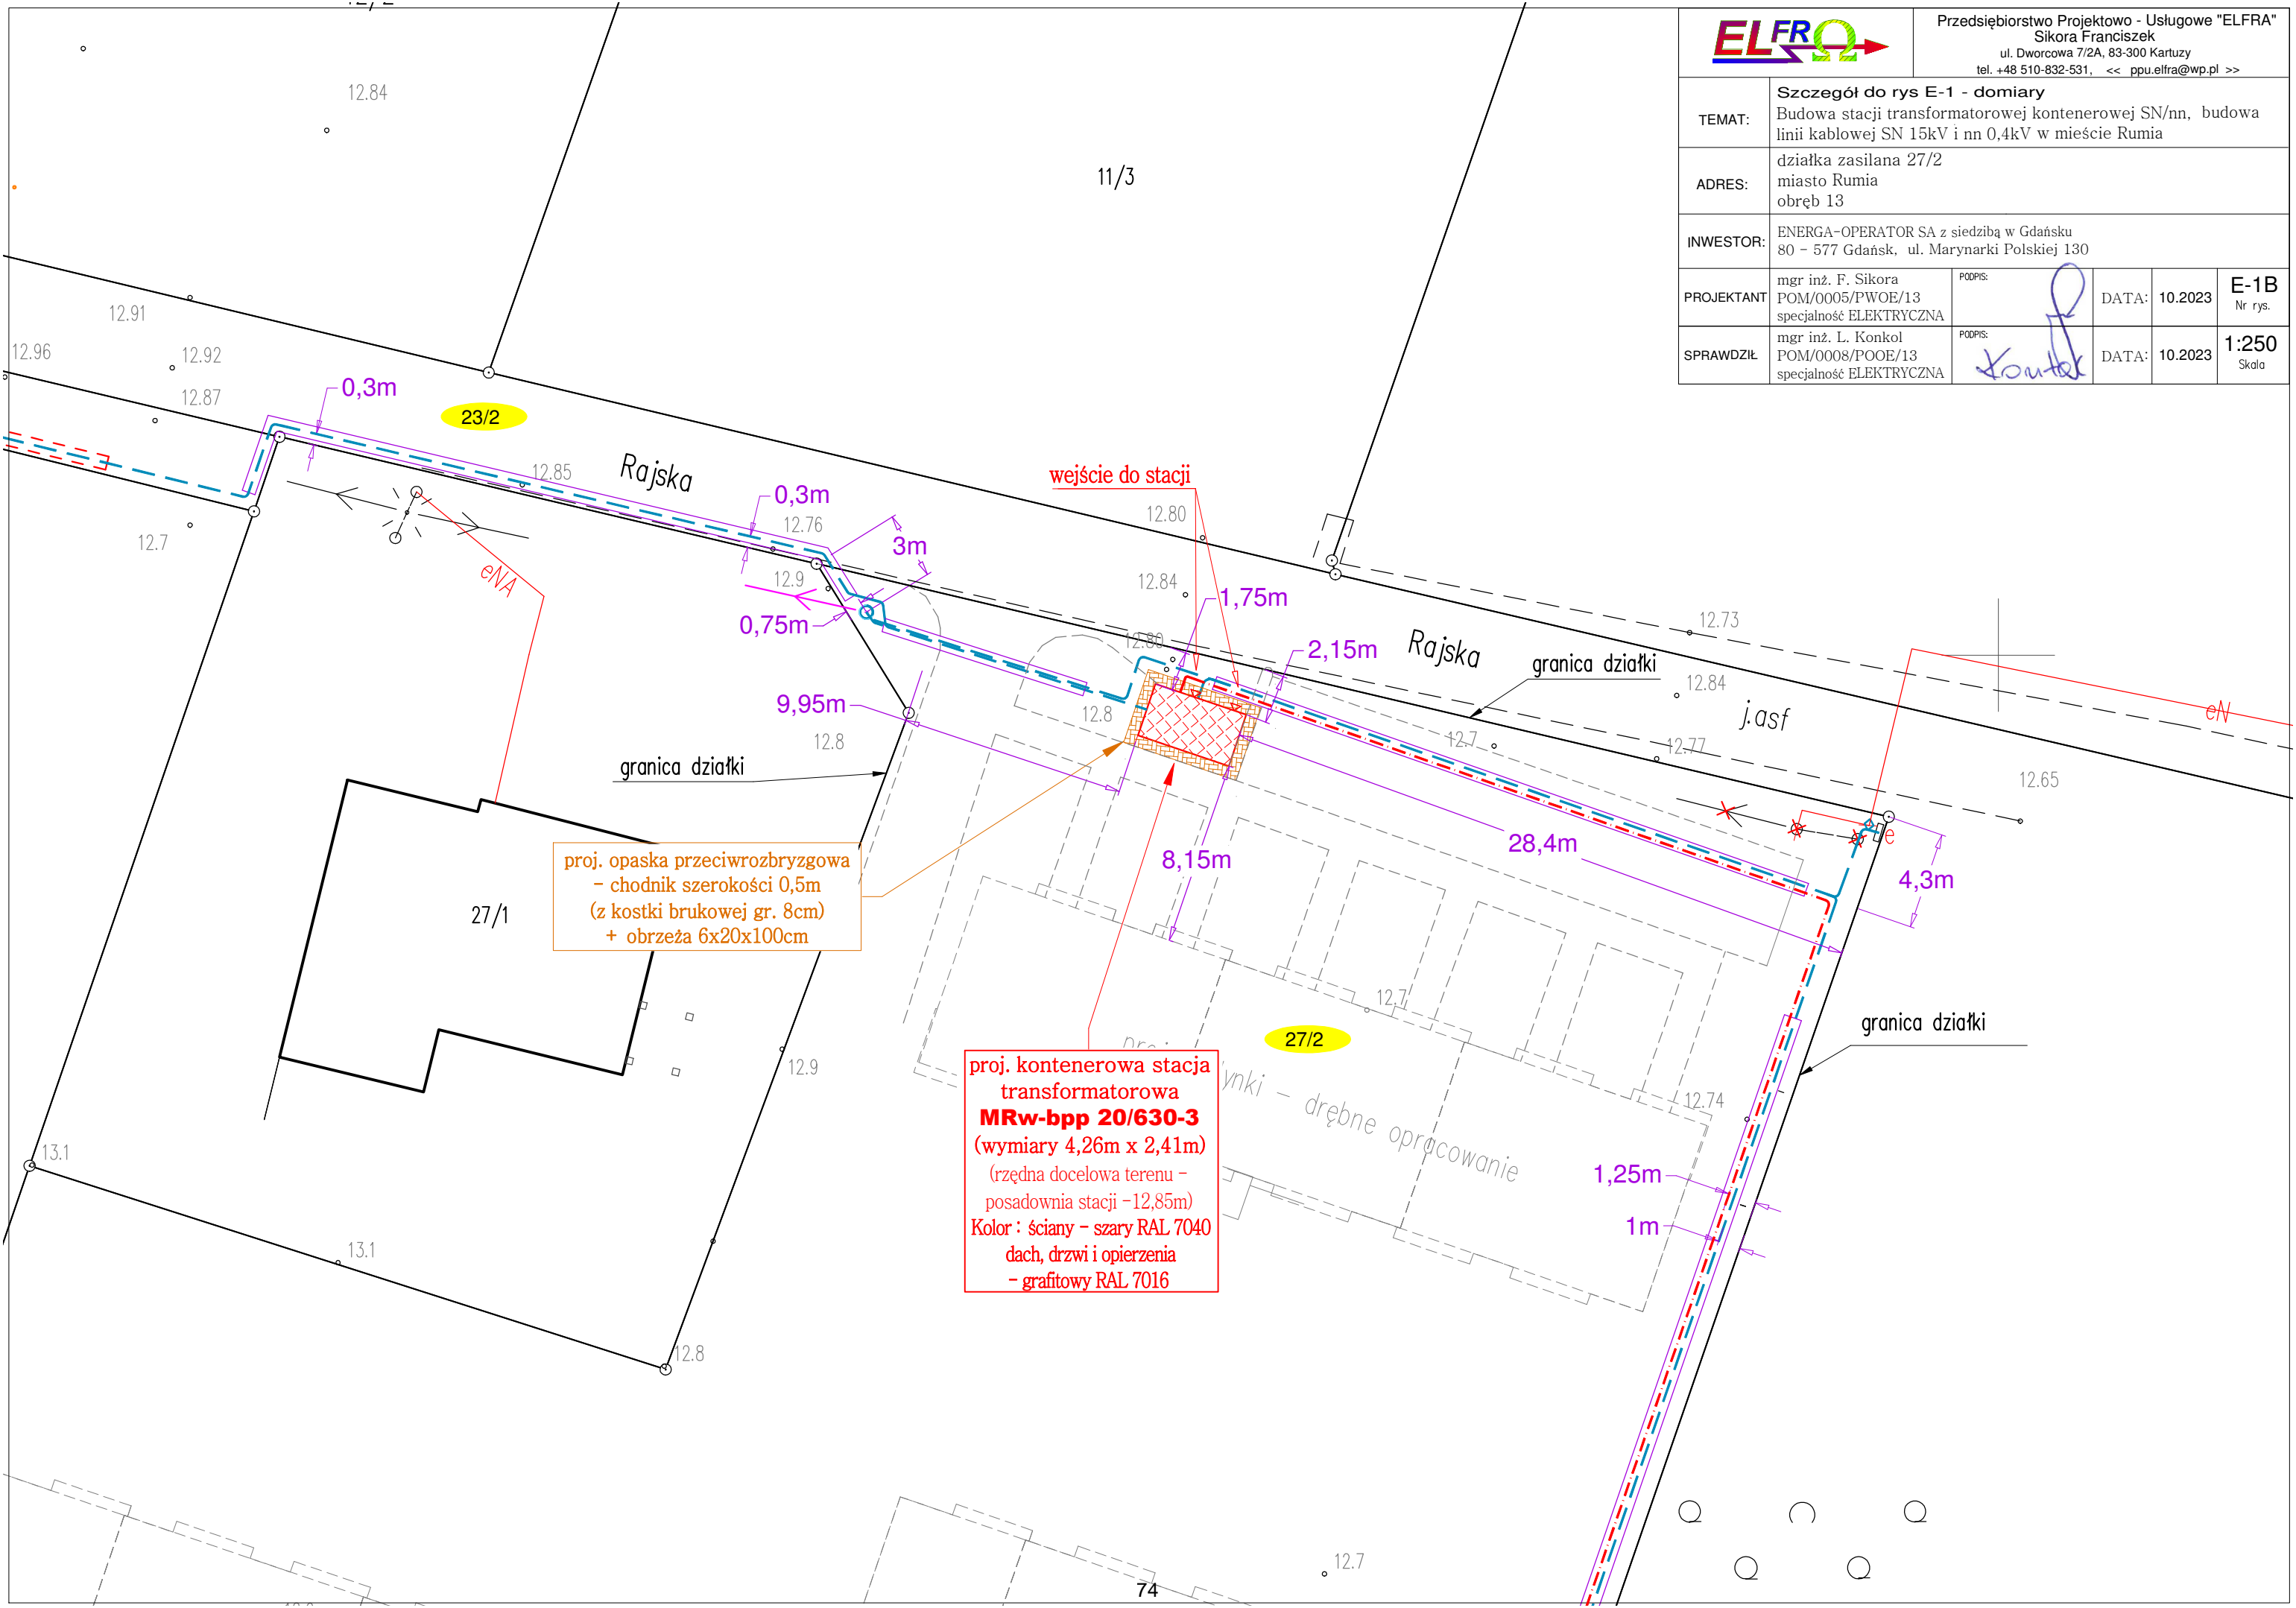 ELFRΩ
Przedsiębiorstwo Projektowo - Usługowe "ELFRA"
Sikora Franciszek
ul. Dworcowa 7/2A, 83-300 Kartuzy
tel. +48 510-832-531, << ppu.elfra@wp.pl >>
TEMAT:
Szczegół do rys E-1 - domiary
Budowa stacji transformatorowej kontenerowej SN/nn, budowa
linii kablowej SN 15kV i nn 0,4kV w mieście Rumia
ADRES:
działka zasilana 27/2
miasto Rumia
obręb 13
INWESTOR:
ENERGA-OPERATOR SA z siedzibą w Gdańsku
80 - 577 Gdańsk, ul. Marynarki Polskiej 130
PROJEKTANT
mgr inż. F. Sikora
POM/0005/PWOE/13
specjalność ELEKTRYCZNA
PODPIS:
DATA:
10.2023
E-1B
Nr rys.
SPRAWDZIŁ
mgr inż. L. Konkol
POM/0008/POOE/13
specjalność ELEKTRYCZNA
PODPIS:
DATA:
10.2023
1:250
Skala
12.84
11/3
12.91
12.96
12.92
12.87
0,3m
23/2
12.85
Rajska
0,3m
12.76
wejście do stacji
12.80
12.7
eNA
3m
12.9
12.84
1,75m
0,75m
12.73
12.80
2,15m
Rajska
granica działki
12.84
9,95m
12.8
12.8
j.asf
eN
12.7
12.77
12.65
granica działki
28,4m
e
4,3m
8,15m
proj. opaska przeciwrozbryzgowa
- chodnik szerokości 0,5m
(z kostki brukowej gr. 8cm)
+ obrzeża 6x20x100cm
27/1
12.7
27/2
granica działki
12.9
ynki - drębne opracowanie
12.74
proj. kontenerowa stacja
transformatorowa
MRw-bpp 20/630-3
(wymiary 4,26m x 2,41m)
(rzędna docelowa terenu -
posadownia stacji -12,85m)
Kolor : ściany - szary RAL 7040
dach, drzwi i opierzenia
- grafitowy RAL 7016
13.1
1,25m
1m
13.1
12.8
12.7
74